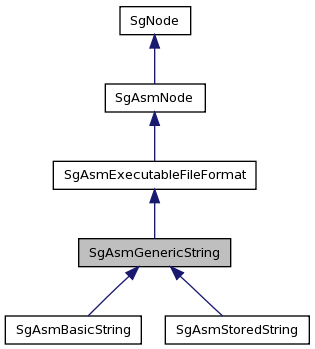 SgNode
SgAsmNode
SgAsmExecutableFileFormat
SgAsmGenericString
SgAsmBasicString
SgAsmStoredString